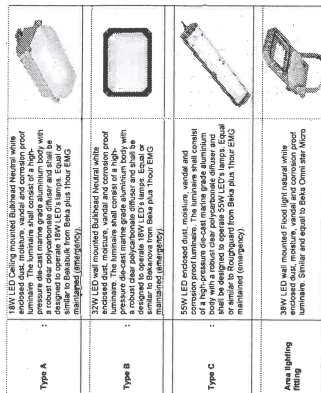 Type A :
18W LED Ceiling mounted Bulkhead Neutral white
enclosed dust, moisture, vandal and corrosion proof
luminaire. The luminaire shall consist of a high-
pressure die-cast marine grade aluminium body with
a robust clear polycarbonate diffuser and shall be
designed to operate 18W LED's lamps. Equal or
similar to Bekabulk from Beka plus 1hour EMG
maintained (emergency).
Type B :
32W LED wall mounted Bulkhead Neutral white
enclosed dust, moisture, vandal and corrosion proof
luminaire. The luminaire shall consist of a high-
pressure die-cast marine grade aluminium body with
a robust clear polycarbonate diffuser and shall be
designed to operate 18W LED's lamps. Equal or
similar to Bekanova from Beka plus 1hour EMG
maintained (emergency)
Type C :
55W LED enclosed dust, moisture, vandal and
corrosion proof luminaire. The luminaire shall consist
of a high-pressure die-cast marine grade aluminium
body with a robust clear polycarbonate diffuser and
shall be designed to operate 55W LED's lamps. Equal
or similar to Roughguard from Beka plus 1hour EMG
maintained (emergency).
Area lighting
fitting :
36W LED wall mounted Flood light natural white
enclosed dust, moisture, vandal and corrosion proof
luminaire. Similar and equal to Beka Omni star Micro